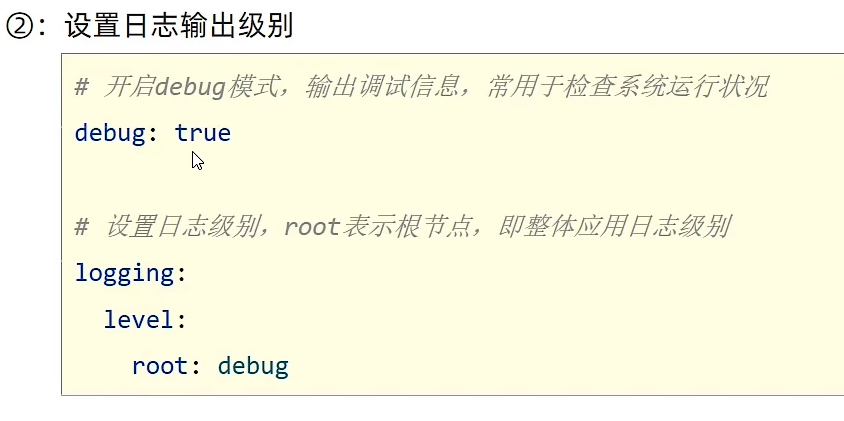 ②：设置日志输出级别
# 开启debug模式，输出调试信息，常用于检查系统运行状况
debug: true
# 设置日志级别，root表示根节点，即整体应用日志级别
logging:
  level:
    root: debug